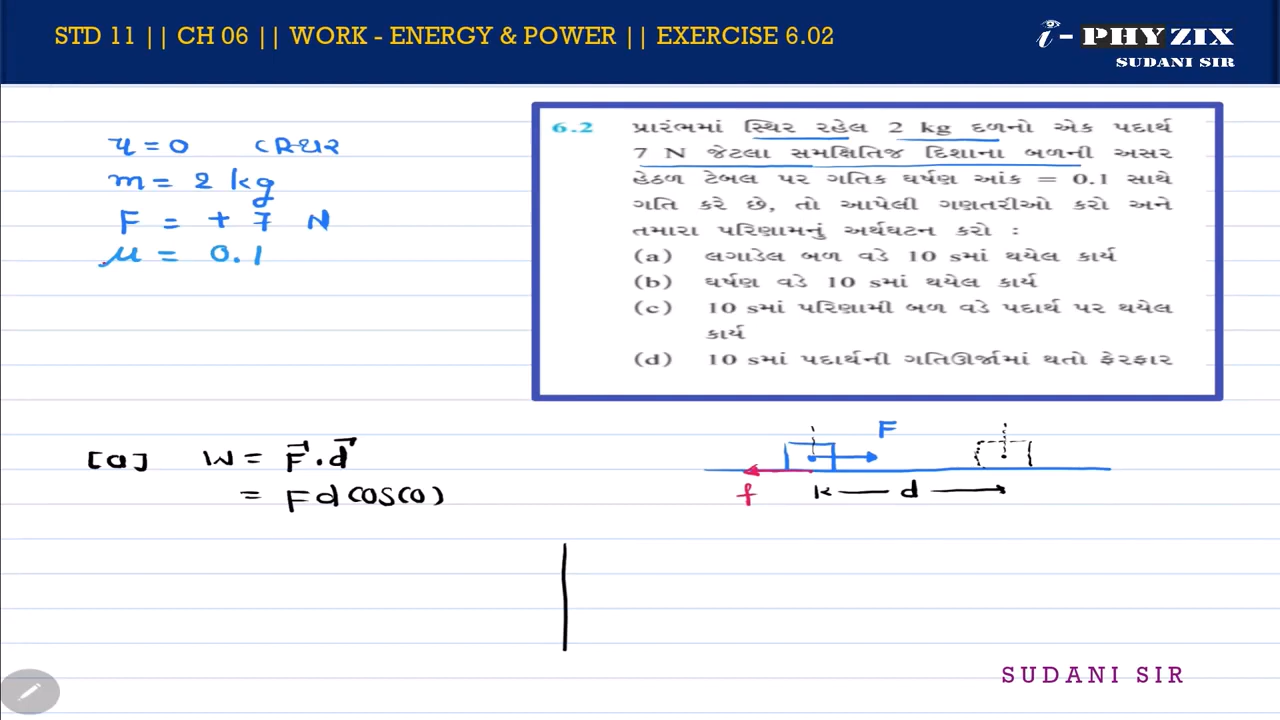 STD 11 || CH 06 || WORK - ENERGY & POWER || EXERCISE 6.02
i - PHYZIX
SUDANI SIR
u = 0 સ્થિર
m = 2 kg
F = + 7 N
μ = 0.1
6.2 પ્રારંભમાં સ્થિર રહેલ 2 kg દળનો એક પદાર્થ
7 N જેટલા સમક્ષિતિજ દિશાના બળની અસર
હેઠળ ટેબલ પર ગતિક ઘર્ષણ આંક = 0.1 સાથે
ગતિ કરે છે, તો આપેલી ગણતરીઓ કરો અને
તમારા પરિણામનું અર્થઘટન કરો :
(a) લગાડેલ બળ વડે 10 sમાં થયેલ કાર્ય
(b) ઘર્ષણ વડે 10 sમાં થયેલ કાર્ય
(c) 10 sમાં પરિણામી બળ વડે પદાર્થ પર થયેલ
કાર્ય
(d) 10 sમાં પદાર્થની ગતિઊર્જામાં થતો ફેરફાર
[a] W = F⃗ . d⃗
= F d cos(0)
F
f
d
SUDANI SIR